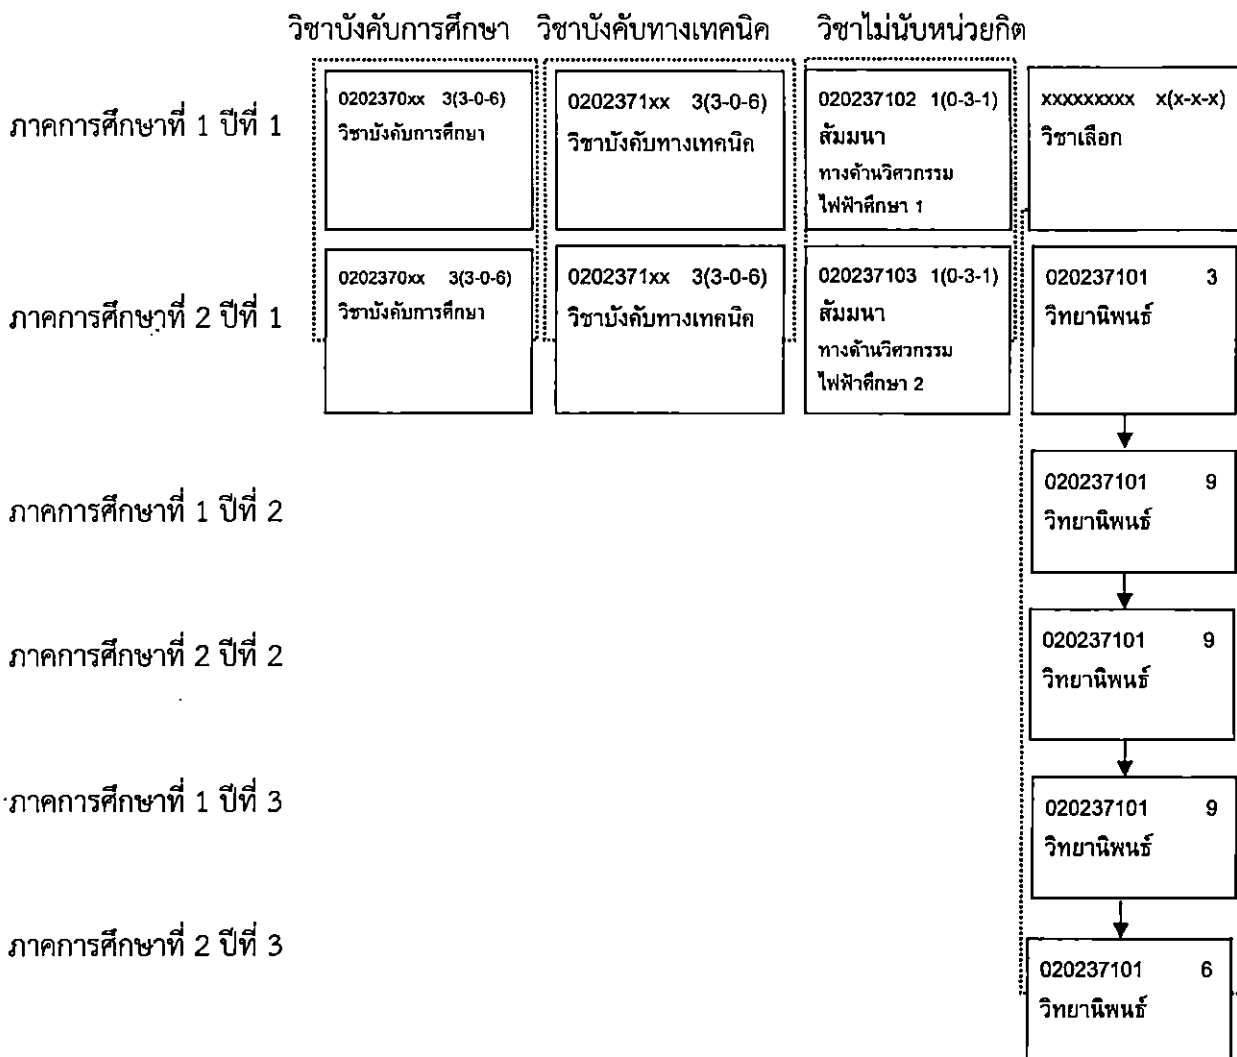 วิชาบังคับการศึกษา วิชาบังคับทางเทคนิค วิชาไม่นับหน่วยกิต
ภาคการศึกษาที่ 1 ปีที่ 1
0202370xx 3(3-0-6)
วิชาบังคับการศึกษา
0202371xx 3(3-0-6)
วิชาบังคับทางเทคนิค
020237102 1(0-3-1)
สัมมนา
ทางด้านวิศวกรรม
ไฟฟ้าศึกษา 1
xxxxxxxxx x(x-x-x)
วิชาเลือก
ภาคการศึกษาที่ 2 ปีที่ 1
0202370xx 3(3-0-6)
วิชาบังคับการศึกษา
0202371xx 3(3-0-6)
วิชาบังคับทางเทคนิค
020237103 1(0-3-1)
สัมมนา
ทางด้านวิศวกรรม
ไฟฟ้าศึกษา 2
020237101 3
วิทยานิพนธ์
ภาคการศึกษาที่ 1 ปีที่ 2
020237101 9
วิทยานิพนธ์
ภาคการศึกษาที่ 2 ปีที่ 2
020237101 9
วิทยานิพนธ์
ภาคการศึกษาที่ 1 ปีที่ 3
020237101 9
วิทยานิพนธ์
ภาคการศึกษาที่ 2 ปีที่ 3
020237101 6
วิทยานิพนธ์